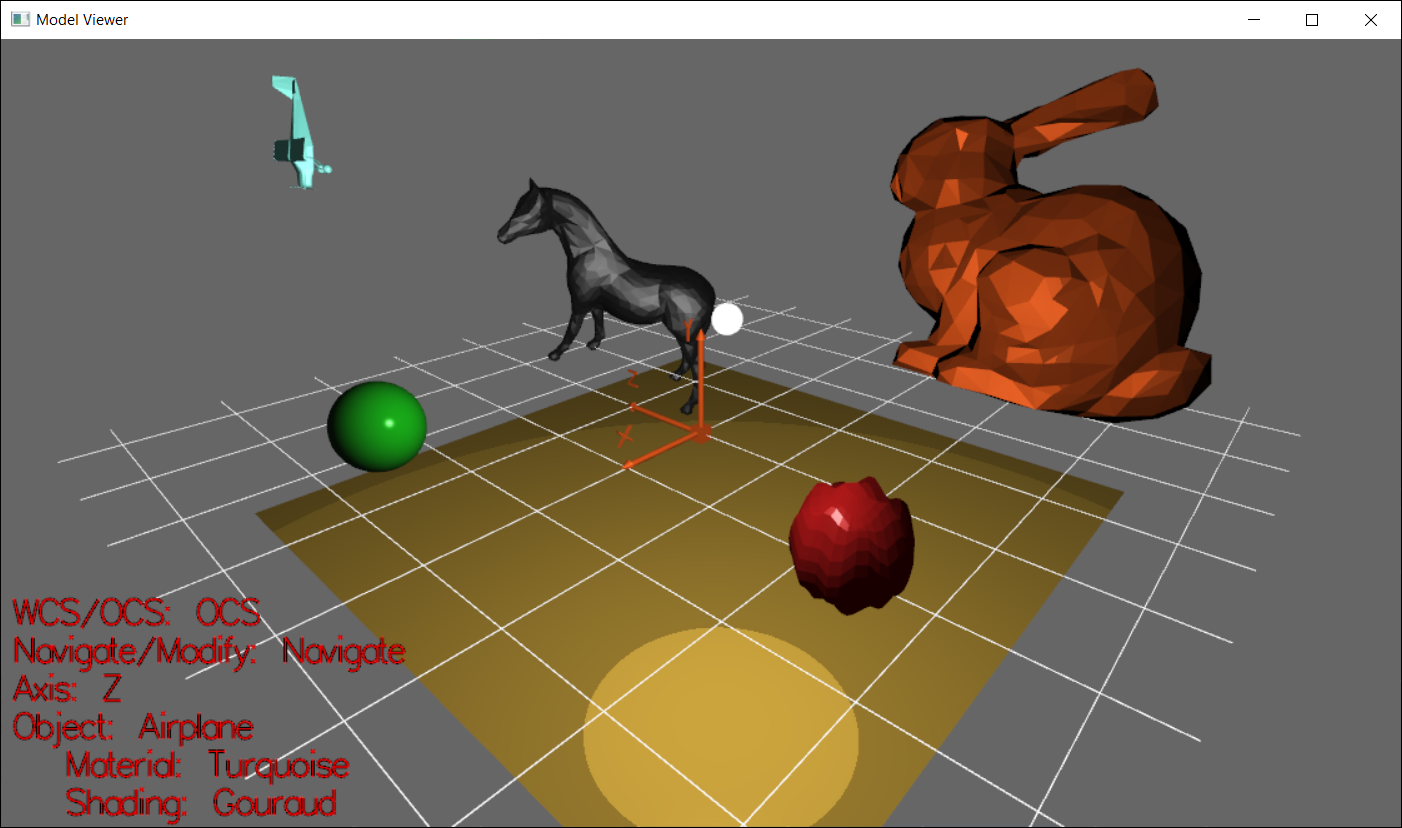 Model Viewer
Y
Z
X
WCS/OCS: OCS
Navigate/Modify: Navigate
Axis: Z
Object: Airplane
Material: Turquoise
Shading: Gouraud